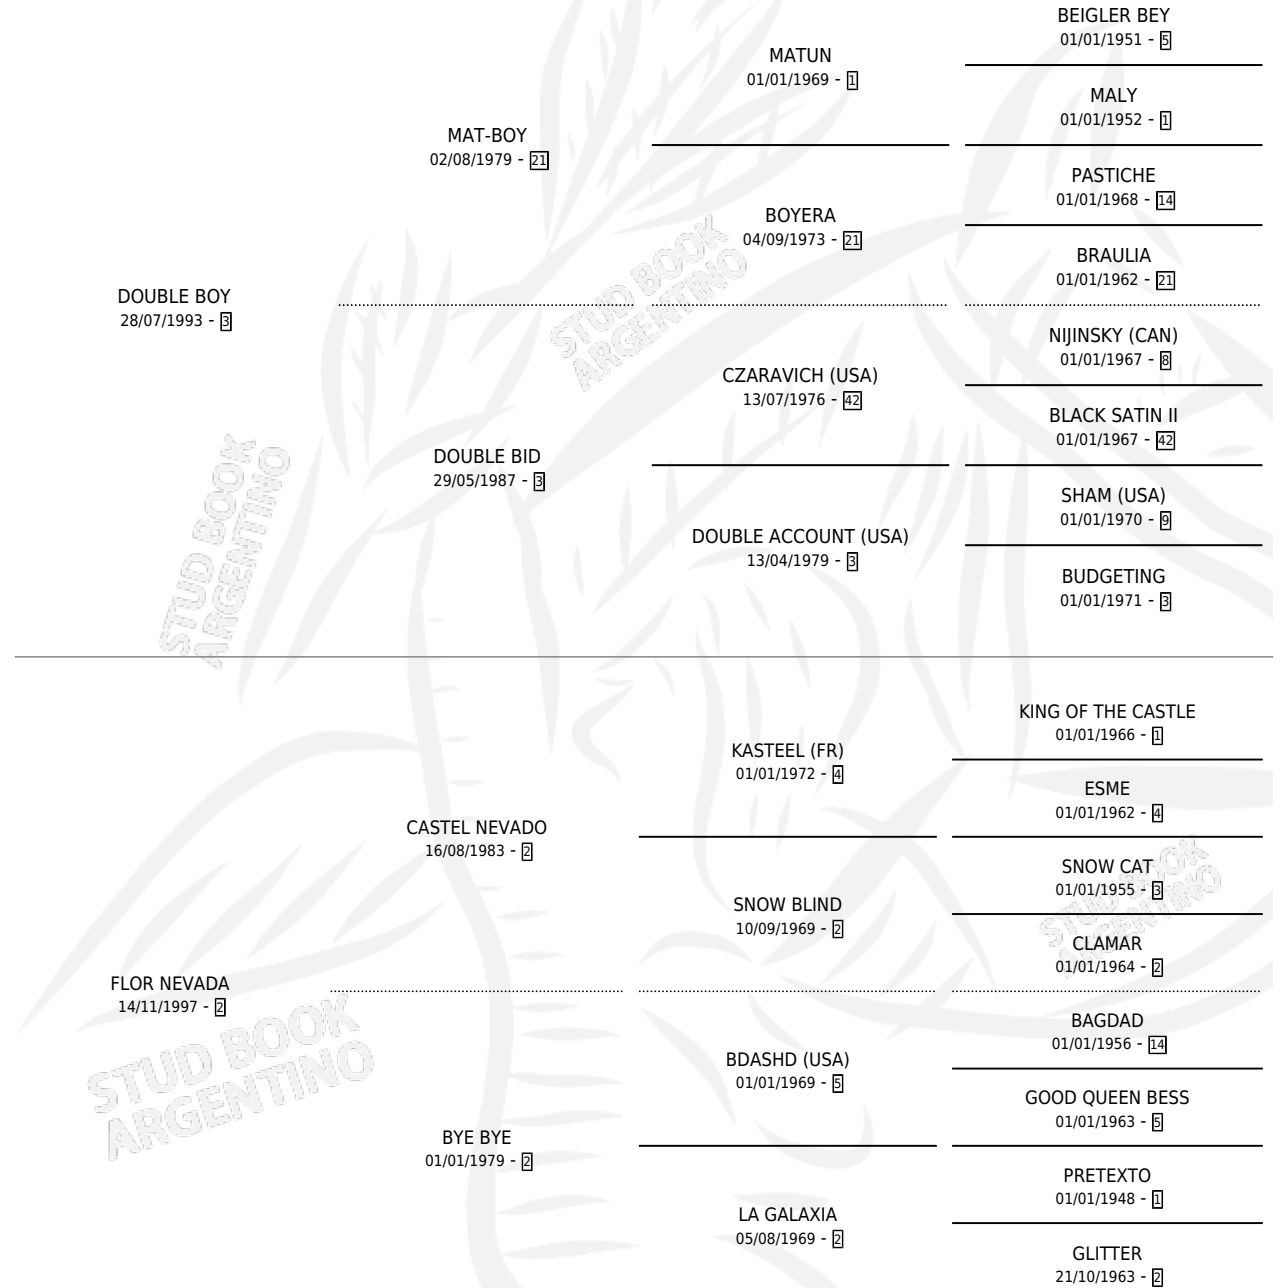 BEIGLER BEY
01/01/1951 - 5
MATUN
01/01/1969 - 1
MALY
01/01/1952 - 1
MAT-BOY
02/08/1979 - 21
PASTICHE
01/01/1968 - 14
BOYERA
04/09/1973 - 21
BRAULIA
01/01/1962 - 21
DOUBLE BOY
28/07/1993 - 3
NIJINSKY (CAN)
01/01/1967 - 8
CZARAVICH (USA)
13/07/1976 - 42
BLACK SATIN II
01/01/1967 - 42
DOUBLE BID
29/05/1987 - 3
SHAM (USA)
01/01/1970 - 9
DOUBLE ACCOUNT (USA)
13/04/1979 - 3
BUDGETING
01/01/1971 - 3
STUD BOOK
ARGENTINO
STUD BOOK
ARGENTINO
KING OF THE CASTLE
01/01/1966 - 1
KASTEEL (FR)
01/01/1972 - 4
ESME
01/01/1962 - 4
CASTEL NEVADO
16/08/1983 - 2
SNOW CAT
01/01/1955 - 3
SNOW BLIND
10/09/1969 - 2
CLAMAR
01/01/1964 - 2
STUD BOOK
ARGENTINO
FLOR NEVADA
14/11/1997 - 2
BAGDAD
01/01/1956 - 14
BDASHD (USA)
01/01/1969 - 5
GOOD QUEEN BESS
01/01/1963 - 5
STUD BOOK
ARGENTINO
BYE BYE
01/01/1979 - 2
PRETEXTO
01/01/1948 - 1
LA GALAXIA
05/08/1969 - 2
GLITTER
21/10/1963 - 2